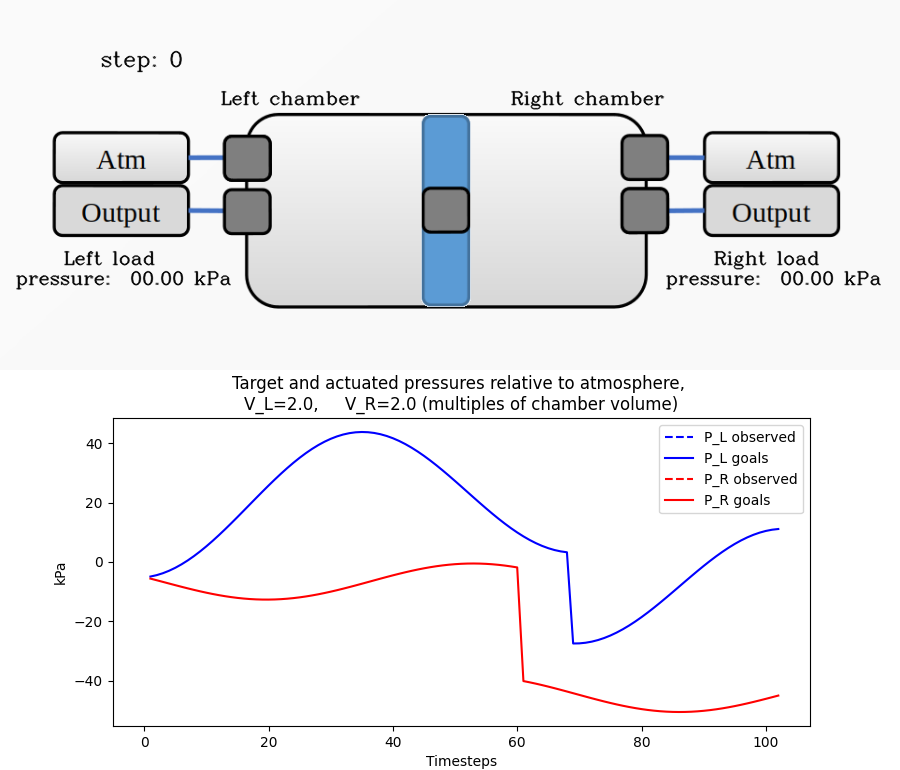 step: 0
Left chamber
Right chamber
Atm
Atm
Output
Output
Left load
pressure: 00.00 kPa
Right load
pressure: 00.00 kPa
Target and actuated pressures relative to atmosphere,
V_L=2.0, V_R=2.0 (multiples of chamber volume)
40
20
0
−20
−40
kPa
P_L observed
P_L goals
P_R observed
P_R goals
0
20
40
60
80
100
Timesteps